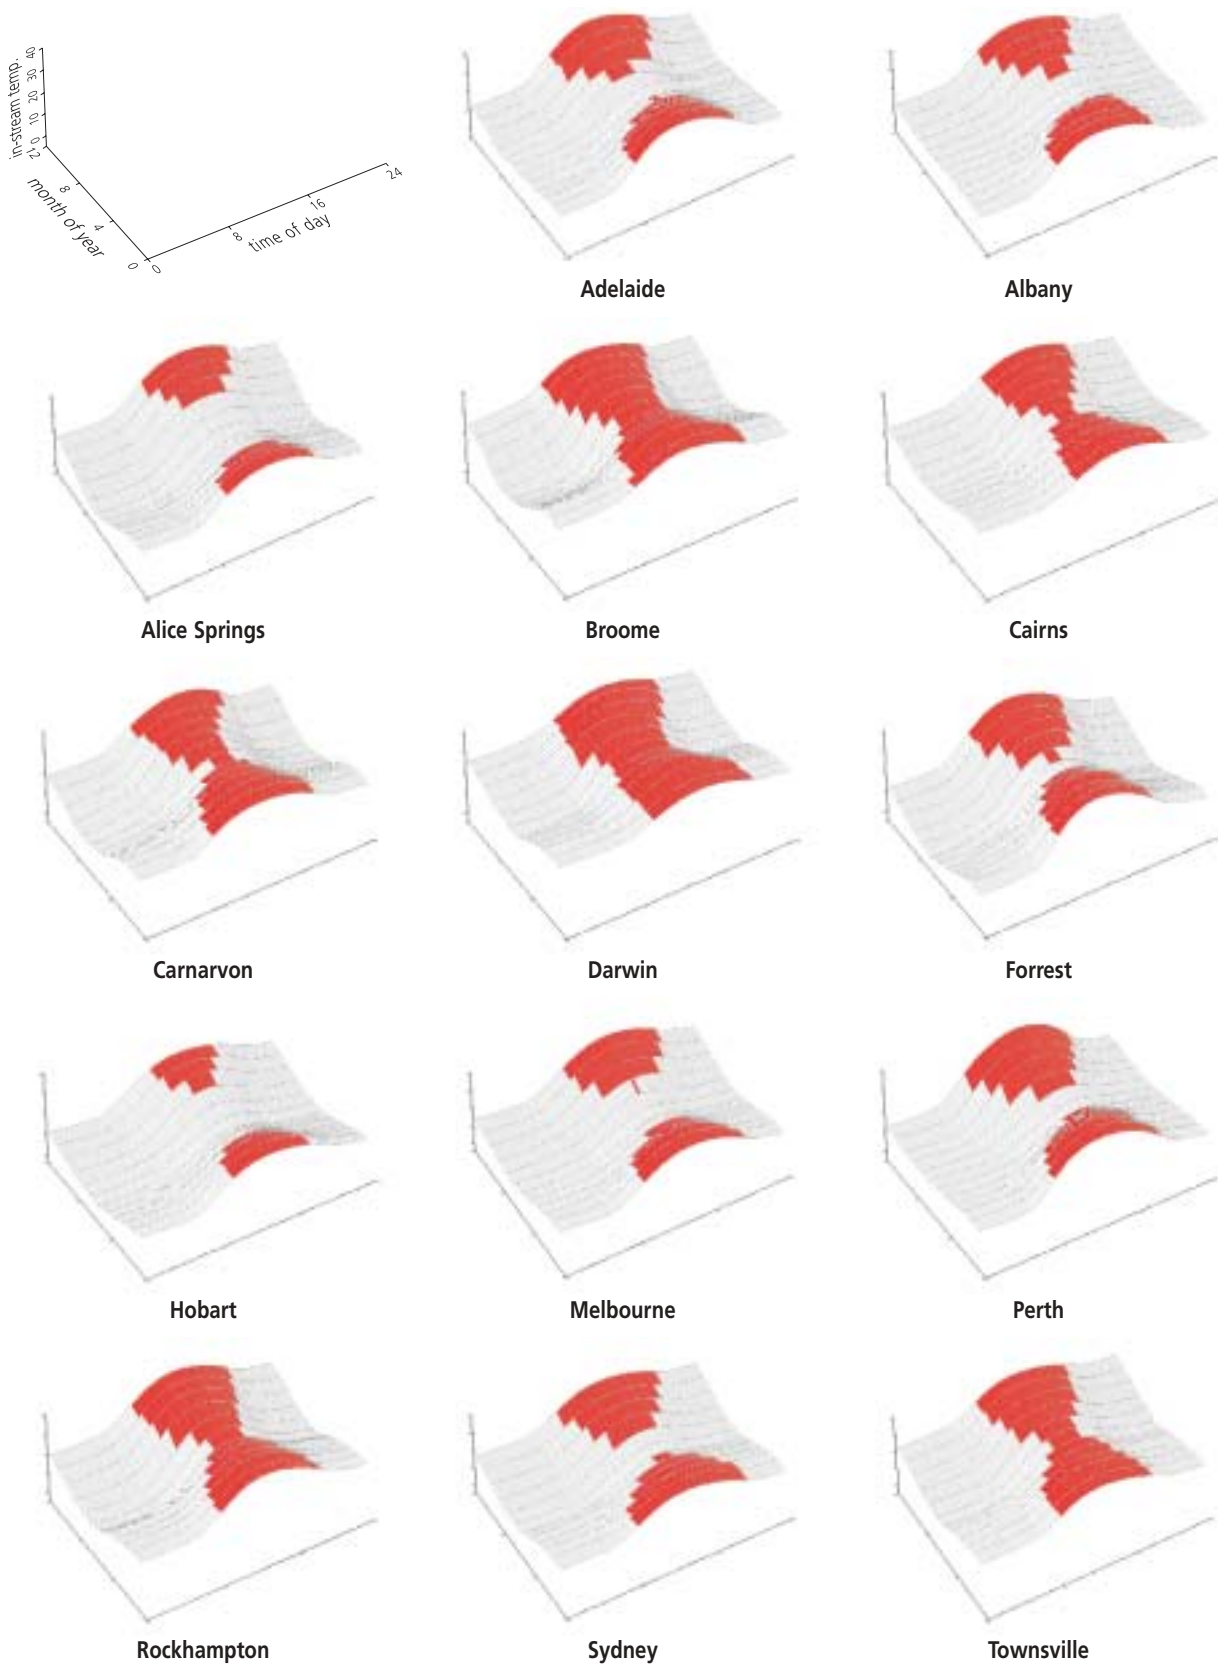 in-stream temp.
0 10 20 30 40
month of year
0 4 8 12
time of day
0 8 16 24
Adelaide
Albany
Alice Springs
Broome
Cairns
Carnarvon
Darwin
Forrest
Hobart
Melbourne
Perth
Rockhampton
Sydney
Townsville